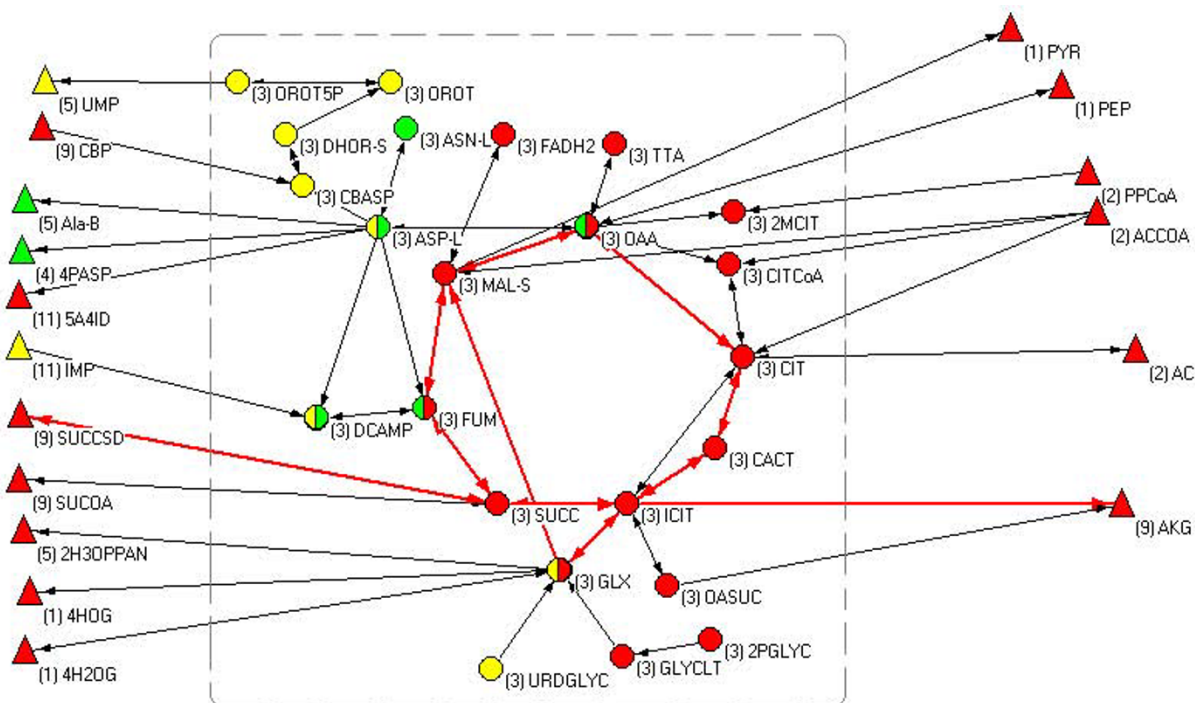 (1) PYR
(5) UMP
(3) OROT5P
(3) OROT
(1) PEP
(9) CBP
(3) DHOR-S
(3) ASN-L
(3) FADH2
(3) TTA
(3) CBASP
(2) PPCoA
(5) Ala-B
(3) ASP-L
(3) OAA
(3) 2MCIT
(2) ACCOA
(4) 4PASP
(3) MAL-S
(3) CITCoA
(11) 5A4ID
(11) IMP
(3) CIT
(2) AC
(3) DCAMP
(3) FUM
(9) SUCCSD
(3) CACT
(9) SUCOA
(3) SUCC
(3) ICIT
(9) AKG
(5) 2H3OPPAN
(3) GLX
(3) OASUC
(1) 4HOG
(1) 4H2OG
(3) URDGLYC
(3) GLYCLT
(3) 2PGLYC